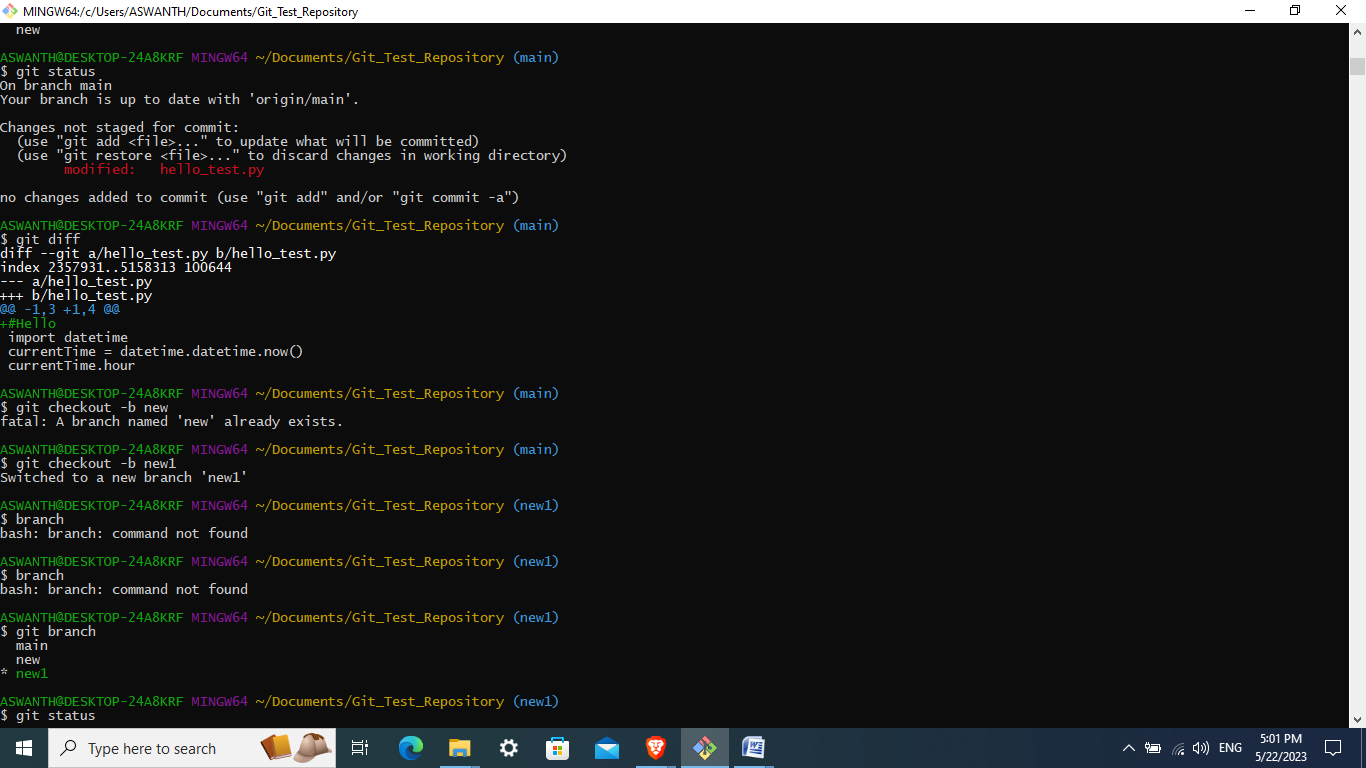 MINGW64:/c/Users/ASWANTH/Documents/Git_Test_Repository
  new

ASWANTH@DESKTOP-24A8KRF MINGW64 ~/Documents/Git_Test_Repository (main)
$ git status
On branch main
Your branch is up to date with 'origin/main'.

Changes not staged for commit:
  (use "git add <file>..." to update what will be committed)
  (use "git restore <file>..." to discard changes in working directory)
        modified:   hello_test.py

no changes added to commit (use "git add" and/or "git commit -a")

ASWANTH@DESKTOP-24A8KRF MINGW64 ~/Documents/Git_Test_Repository (main)
$ git diff
diff --git a/hello_test.py b/hello_test.py
index 2357931..5158313 100644
--- a/hello_test.py
+++ b/hello_test.py
@@ -1,3 +1,4 @@
+#Hello
 import datetime
 currentTime = datetime.datetime.now()
 currentTime.hour

ASWANTH@DESKTOP-24A8KRF MINGW64 ~/Documents/Git_Test_Repository (main)
$ git checkout -b new
fatal: A branch named 'new' already exists.

ASWANTH@DESKTOP-24A8KRF MINGW64 ~/Documents/Git_Test_Repository (main)
$ git checkout -b new1
Switched to a new branch 'new1'

ASWANTH@DESKTOP-24A8KRF MINGW64 ~/Documents/Git_Test_Repository (new1)
$ branch
bash: branch: command not found

ASWANTH@DESKTOP-24A8KRF MINGW64 ~/Documents/Git_Test_Repository (new1)
$ branch
bash: branch: command not found

ASWANTH@DESKTOP-24A8KRF MINGW64 ~/Documents/Git_Test_Repository (new1)
$ git branch
  main
  new
* new1

ASWANTH@DESKTOP-24A8KRF MINGW64 ~/Documents/Git_Test_Repository (new1)
$ git status
Type here to search
ENG
5:01 PM
5/22/2023